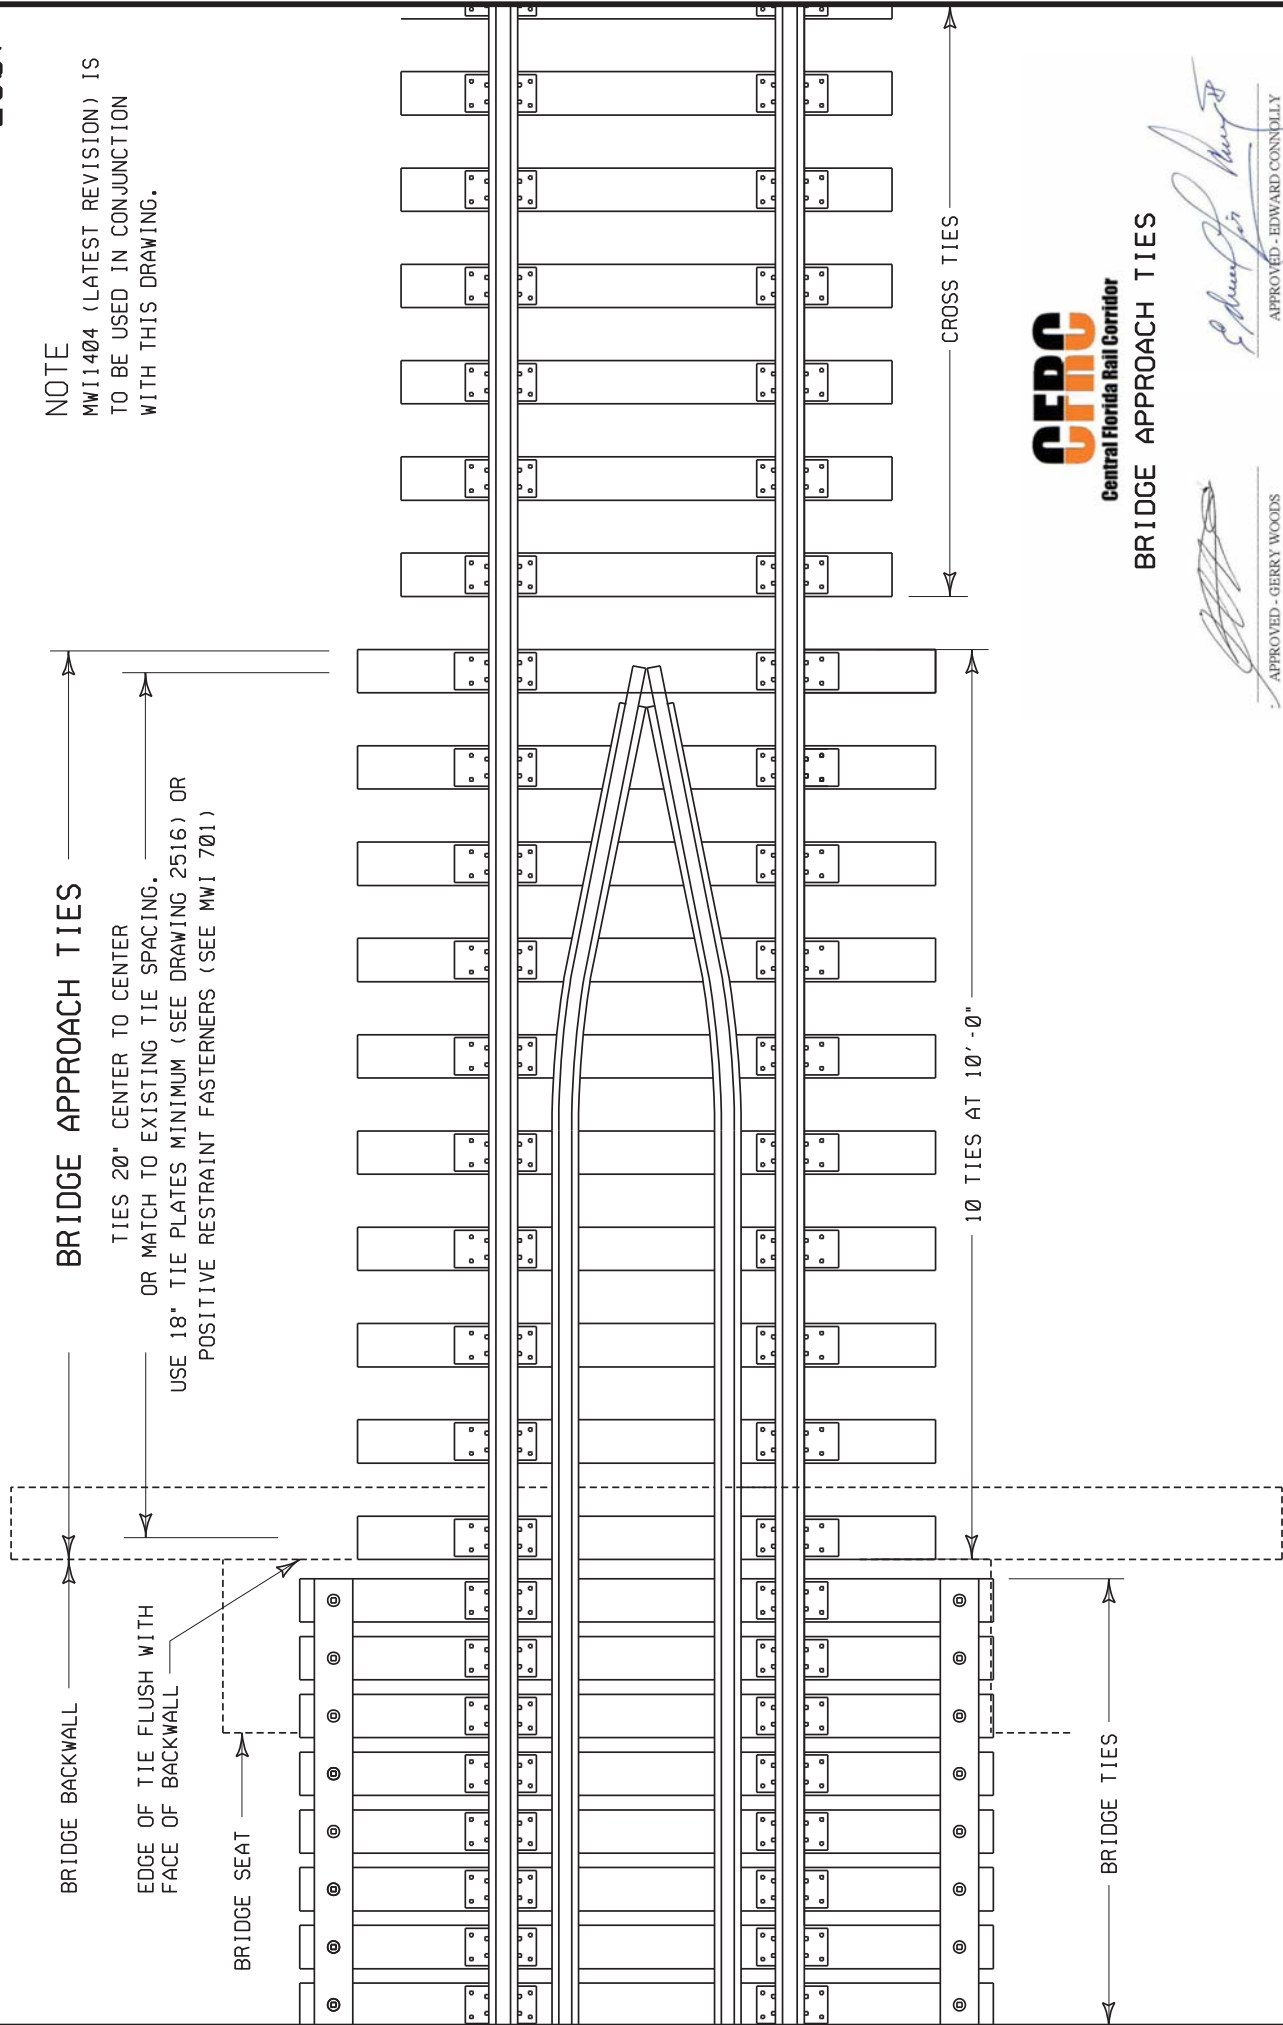 NOTE
MWI1404 (LATEST REVISION) IS
TO BE USED IN CONJUNCTION
WITH THIS DRAWING.
BRIDGE APPROACH TIES
TIES 20" CENTER TO CENTER
OR MATCH TO EXISTING TIE SPACING.
USE 18" TIE PLATES MINIMUM (SEE DRAWING 2516) OR
POSITIVE RESTRAINT FASTERNERS (SEE MWI 701)
BRIDGE BACKWALL
EDGE OF TIE FLUSH WITH
FACE OF BACKWALL
BRIDGE SEAT
CROSS TIES
10 TIES AT 10'-0"
BRIDGE TIES
CFRC
Central Florida Rail Corridor
BRIDGE APPROACH TIES
APPROVED - GERRY WOODS
APPROVED - EDWARD CONNOLLY